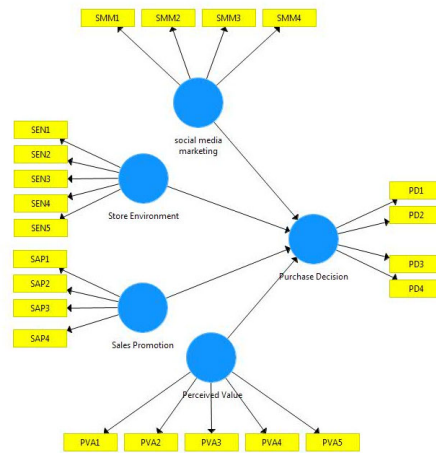 SMM1 SMM2 SMM3 SMM4
social media
marketing
SEN1
SEN2
SEN3
SEN4
SEN5
Store Environment
PD1
PD2
PD3
PD4
Purchase Decision
SAP1
SAP2
SAP3
SAP4
Sales Promotion
Perceived Value
PVA1 PVA2 PVA3 PVA4 PVA5